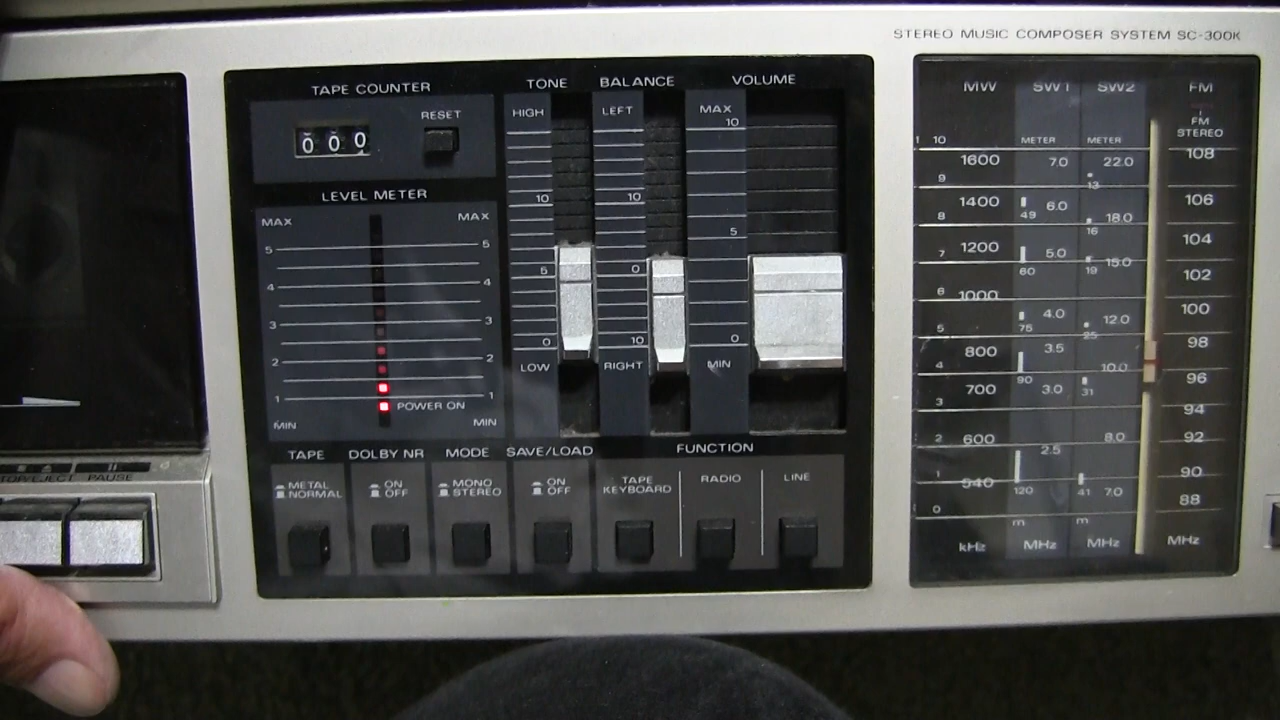 STEREO MUSIC COMPOSER SYSTEM SC-300K
TAPE COUNTER
RESET
000
LEVEL METER
MAX MAX
5 5
4 4
3 3
2 2
1 1
POWER ON
MIN MIN
TONE BALANCE VOLUME
HIGH LEFT MAX
10
10 10
5
5 0
0 10 0
LOW RIGHT MIN
TAPE DOLBY NR MODE SAVE/LOAD FUNCTION
METAL
NORMAL
ON
OFF
MONO
STEREO
ON
OFF
TAPE
KEYBOARD
RADIO
LINE
STOP/EJECT PAUSE
MW SW1 SW2 FM
FM
STEREO
10 METER METER
1600 7.0 22.0 108
9 13
1400 49 6.0 18.0 106
8 16
1200 5.0 15.0 104
7 60 19
102
6 1000
4.0 12.0 100
5 75 25
800 3.5 98
4 90 10.0 96
700 3.0 31
3 94
2 600 8.0 92
2.5
1 540 90
120 41 7.0 88
0 m m
kHz MHz MHz MHz